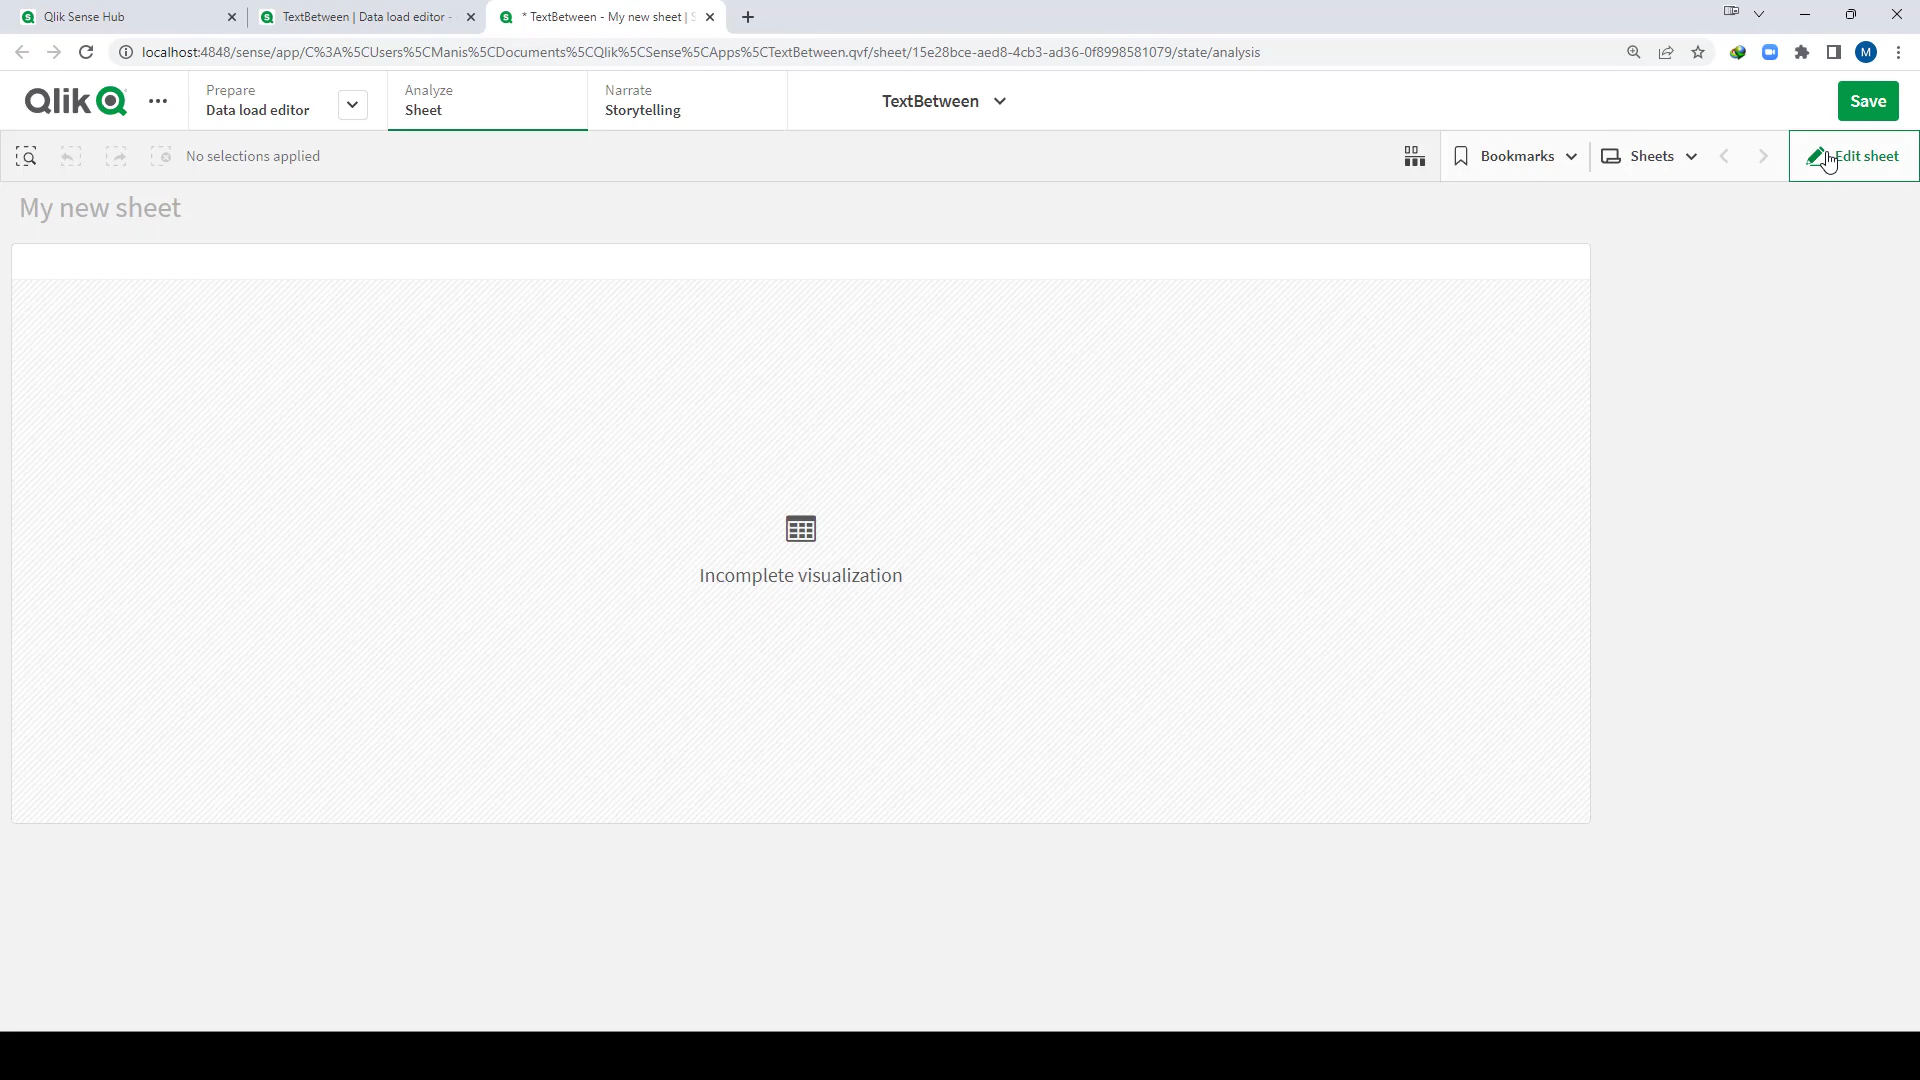 Qlik Sense Hub
TextBetween | Data load editor -
* TextBetween - My new sheet |
localhost:4848/sense/app/C%3A%5CUsers%5CManis%5CDocuments%5CQlik%5CSense%5CApps%5CTextBetween.qvf/sheet/15e28bce-aed8-4cb3-ad36-0f8998581079/state/analysis
M
Qlik
Prepare
Data load editor
Analyze
Sheet
Narrate
Storytelling
TextBetween
Save
No selections applied
Bookmarks
Sheets
Edit sheet
My new sheet
Incomplete visualization